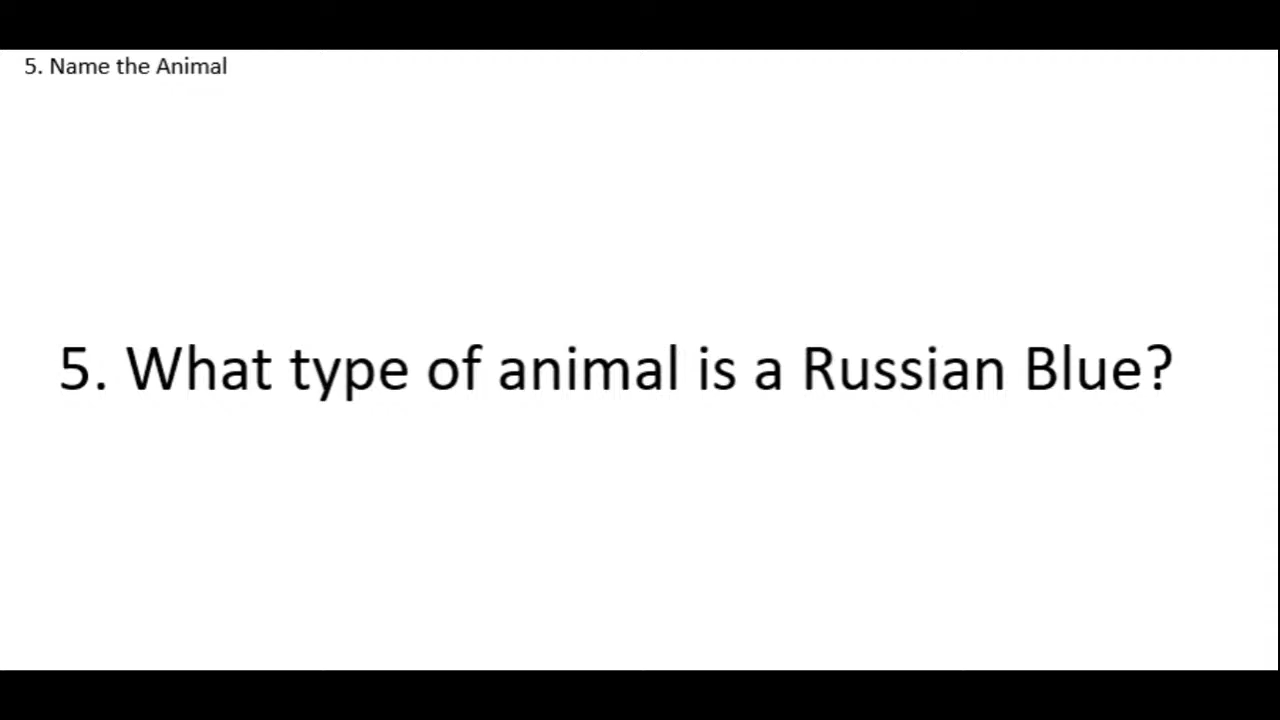 5. Name the Animal
5. What type of animal is a Russian Blue?